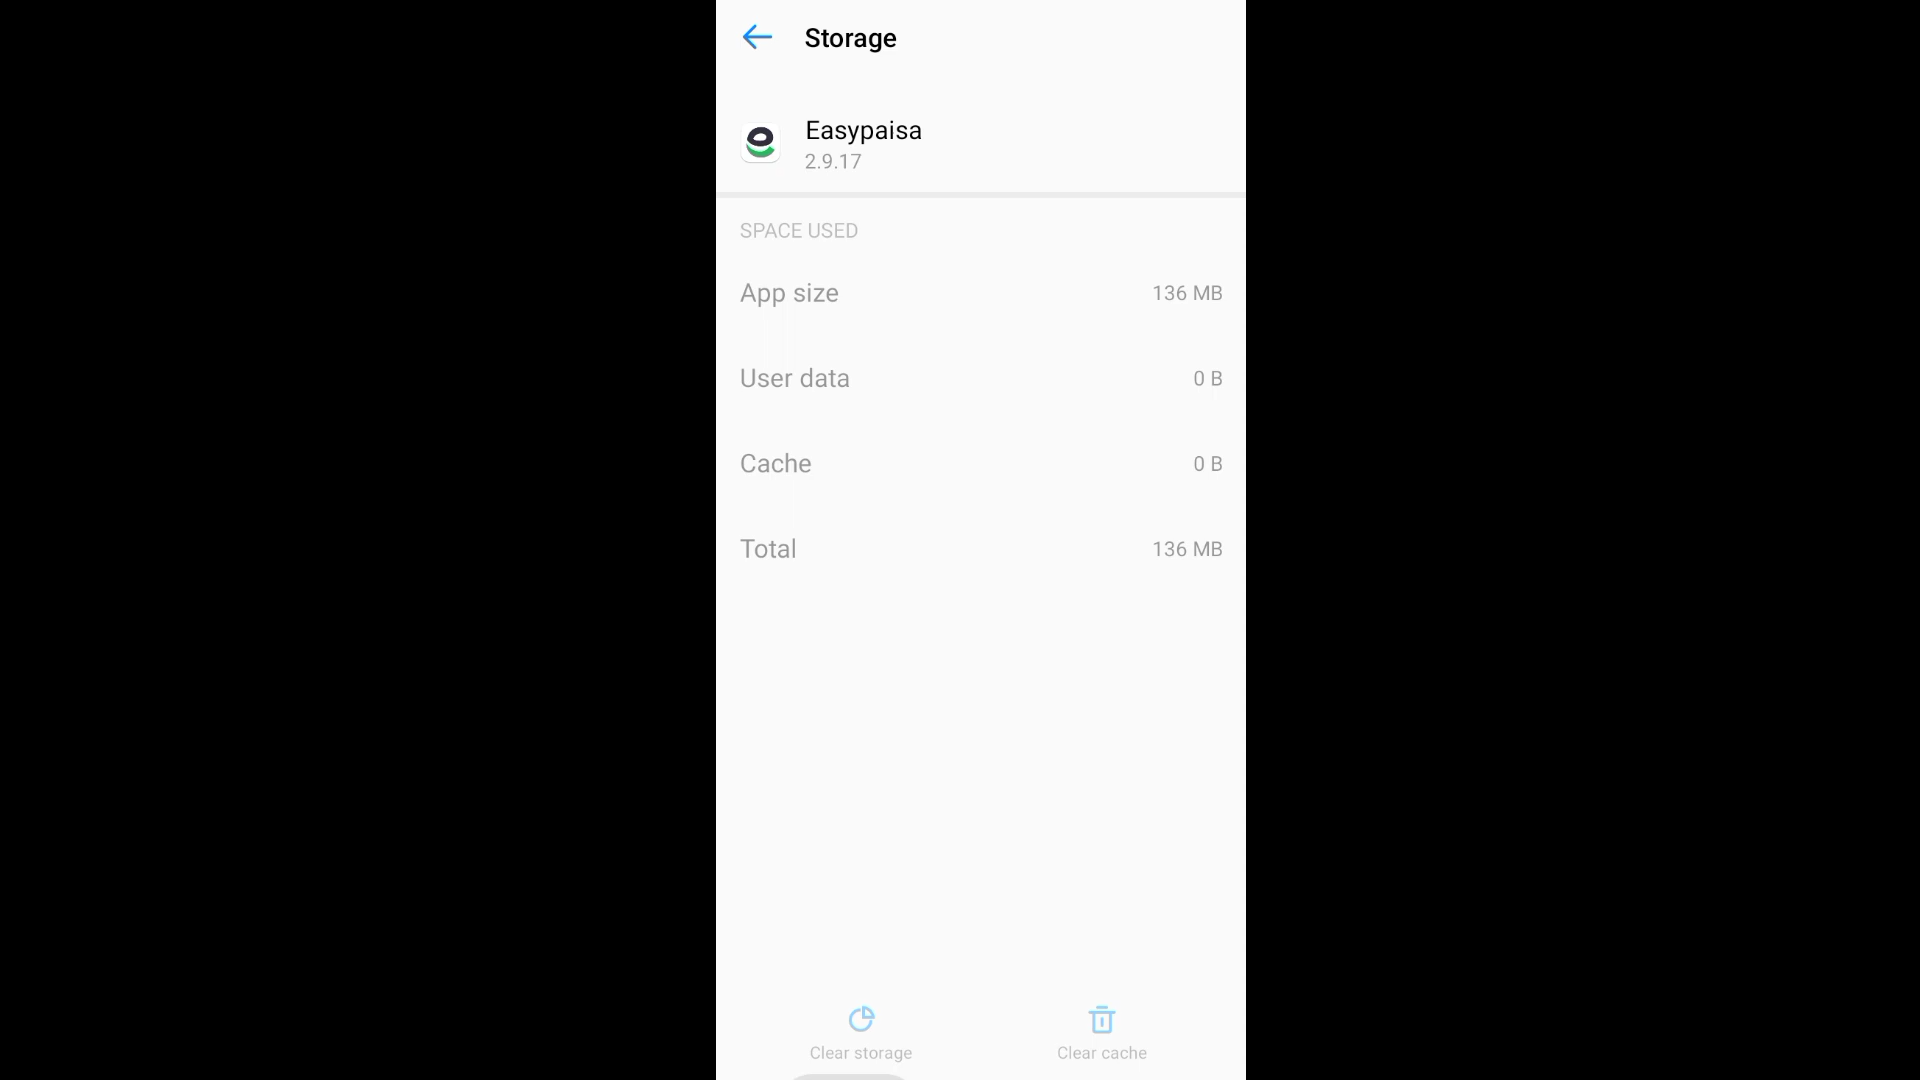 Storage
Easypaisa
2.9.17
SPACE USED
App size 136 MB
User data 0 B
Cache 0 B
Total 136 MB
Clear storage Clear cache